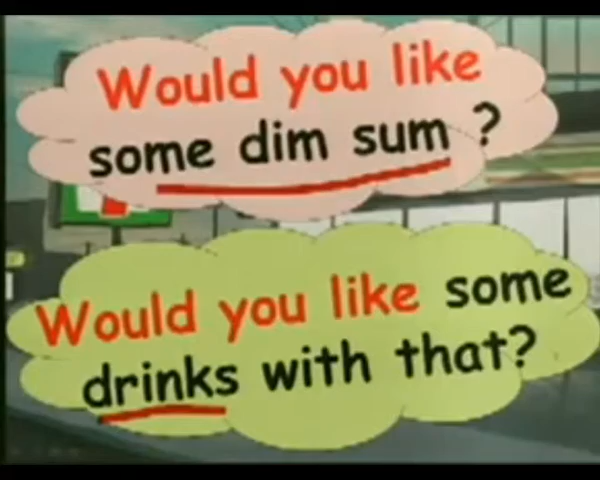 Would you like
some dim sum ?
Would you like some
drinks with that?